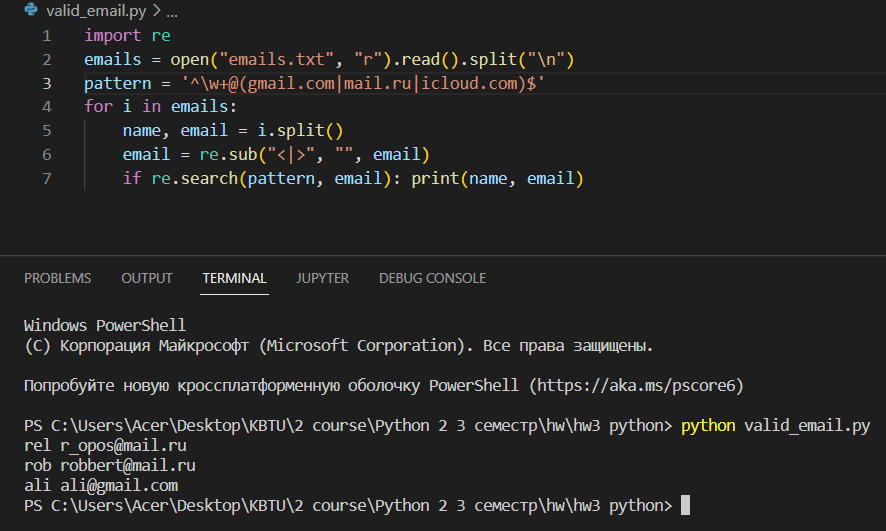 valid_email.py > ...
1 import re
2 emails = open("emails.txt", "r").read().split("\n")
3 pattern = '^\w+@(gmail.com|mail.ru|icloud.com)$'
4 for i in emails:
5     name, email = i.split()
6     email = re.sub("<|>", "", email)
7     if re.search(pattern, email): print(name, email)
PROBLEMS OUTPUT TERMINAL JUPYTER DEBUG CONSOLE
Windows PowerShell
(C) Корпорация Майкрософт (Microsoft Corporation). Все права защищены.
Попробуйте новую кроссплатформенную оболочку PowerShell (https://aka.ms/pscore6)
PS C:\Users\Acer\Desktop\KBTU\2 course\Python 2 3 семестр\hw\hw3 python> python valid_email.py
rel r_opos@mail.ru
rob robbert@mail.ru
ali ali@gmail.com
PS C:\Users\Acer\Desktop\KBTU\2 course\Python 2 3 семестр\hw\hw3 python>